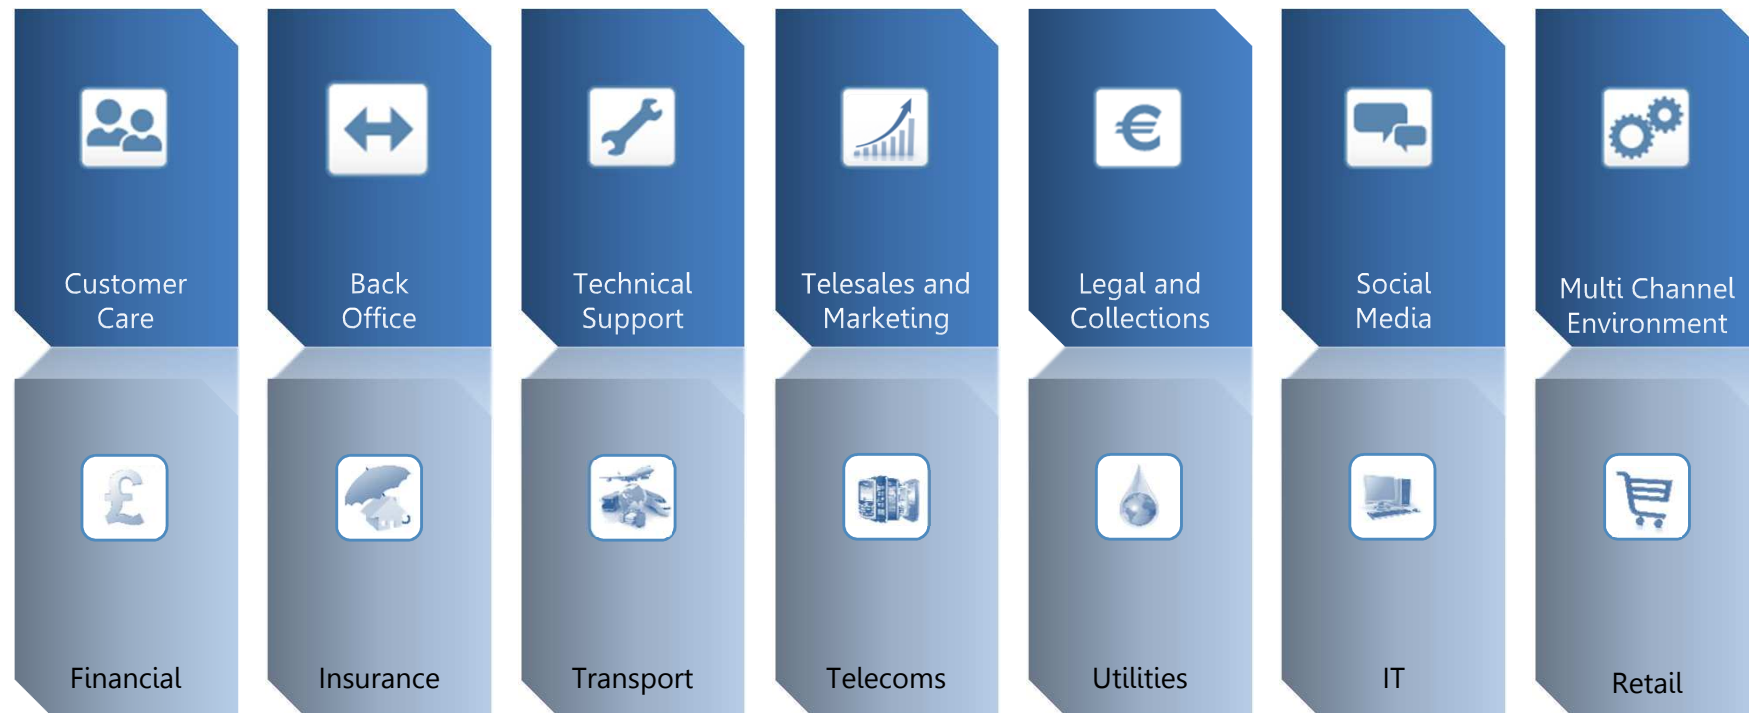 Customer
Care
Back
Office
Technical
Support
Telesales and
Marketing
Legal and
Collections
Social
Media
Multi Channel
Environment
€
£
Financial
Insurance
Transport
Telecoms
Utilities
IT
Retail